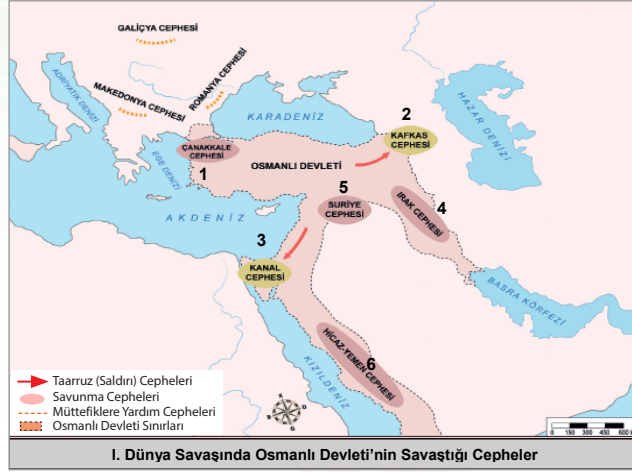 GALİÇYA CEPHESİ
ADRİYATİK DENİZİ
MAKEDONYA CEPHESİ
ROMANYA CEPHESİ
KARADENİZ
HAZAR DENİZİ
2
KAFKAS
CEPHESİ
ÇANAKKALE
CEPHESİ
1
EGE DENİZİ
OSMANLI DEVLETİ
5
SURİYE
CEPHESİ
4
IRAK CEPHESİ
AKDENİZ
3
KANAL
CEPHESİ
BASRA KÖRFEZİ
6
HİCAZ-YEMEN CEPHESİ
KIZILDENİZ
Taarruz (Saldırı) Cepheleri
Savunma Cepheleri
Müttefiklere Yardım Cepheleri
Osmanlı Devleti Sınırları
K
B
D
G
0 150 300 450 600 km
I. Dünya Savaşında Osmanlı Devleti’nin Savaştığı Cepheler